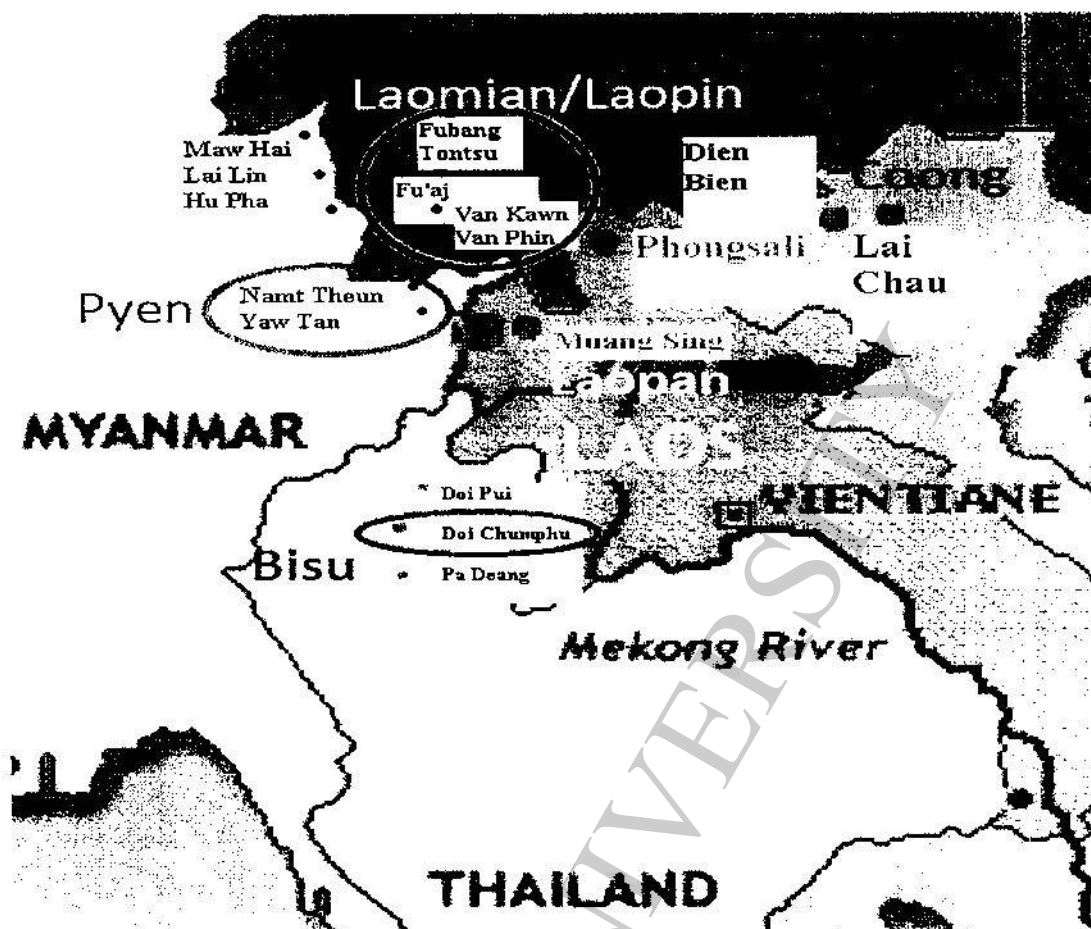 Laomian/Laopin
Fubang
Tontsu
Maw Hai
Lai Lin
Hu Pha
Fu'aj
Van Kawn
Van Phin
Dien
Bien
Coong
Phongsali
Lai
Chau
Pyen
Namt Theun
Yaw Tan
Muang Sing
Laopan
MYANMAR
LAOS
Doi Pui
VIENTIANE
Doi Chumphu
Bisu
Pa Deang
Mekong River
THAILAND